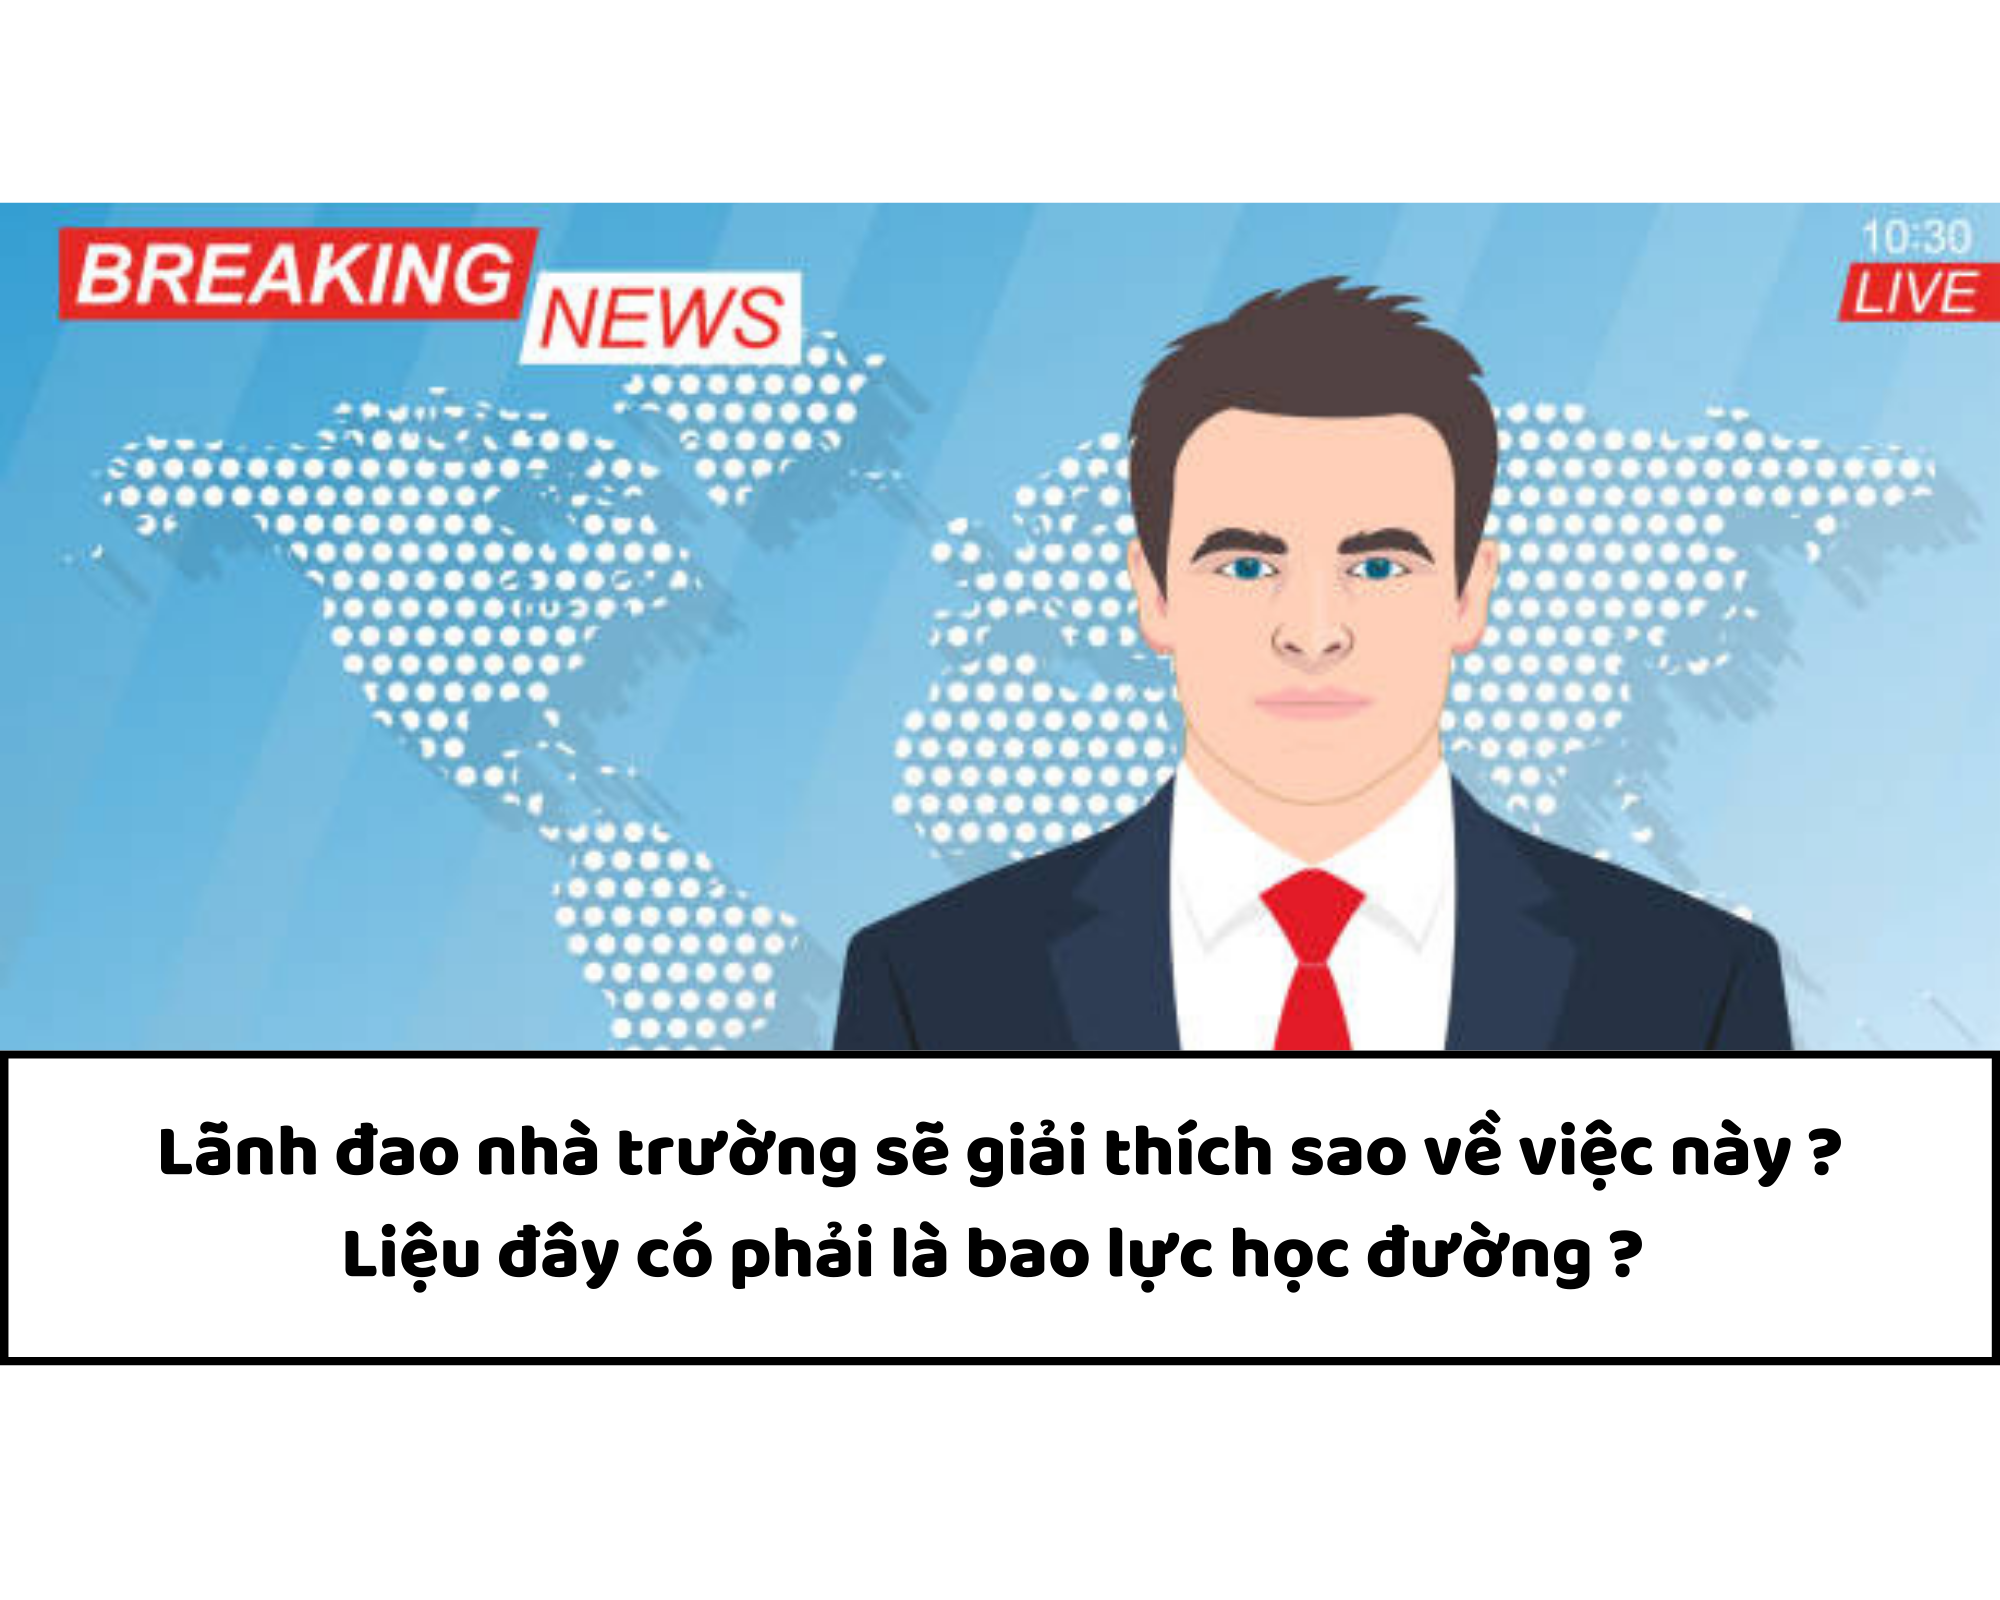 BREAKING
NEWS
10:30
LIVE
Lãnh đao nhà trường sẽ giải thích sao về việc này ?
Liệu đây có phải là bao lực học đường ?